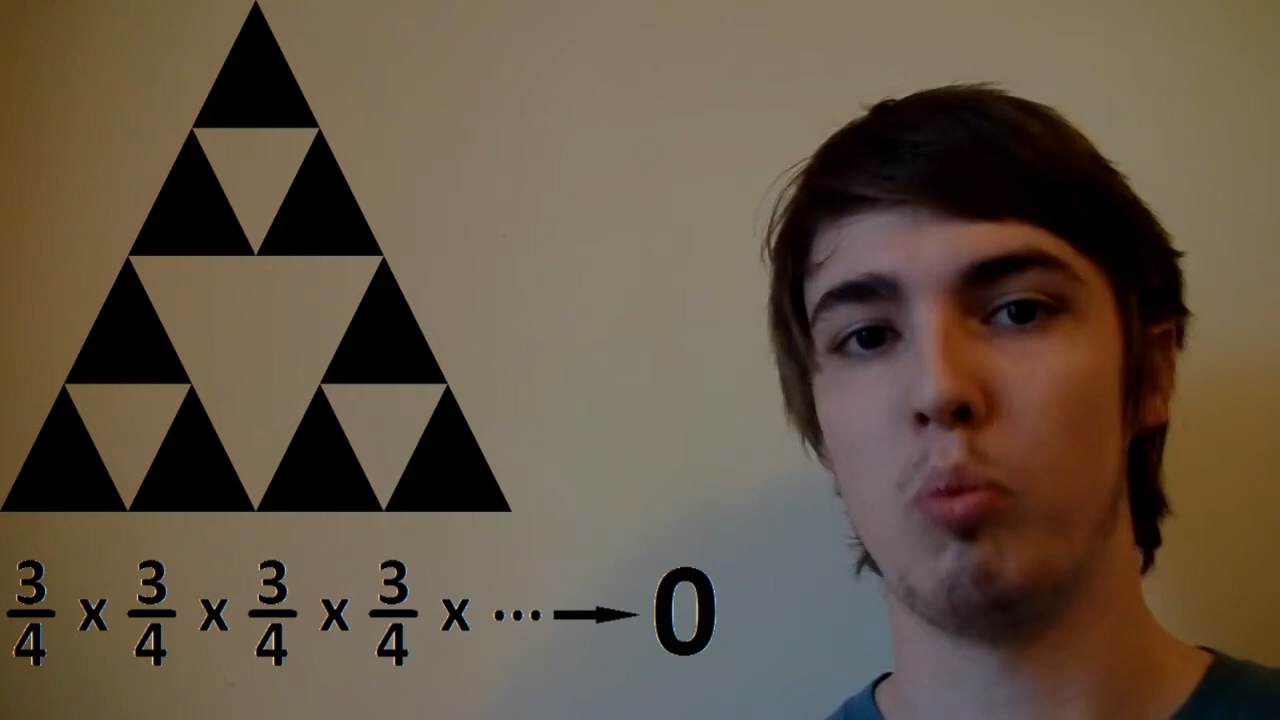 3/4 x 3/4 x 3/4 x 3/4 x ... → 0